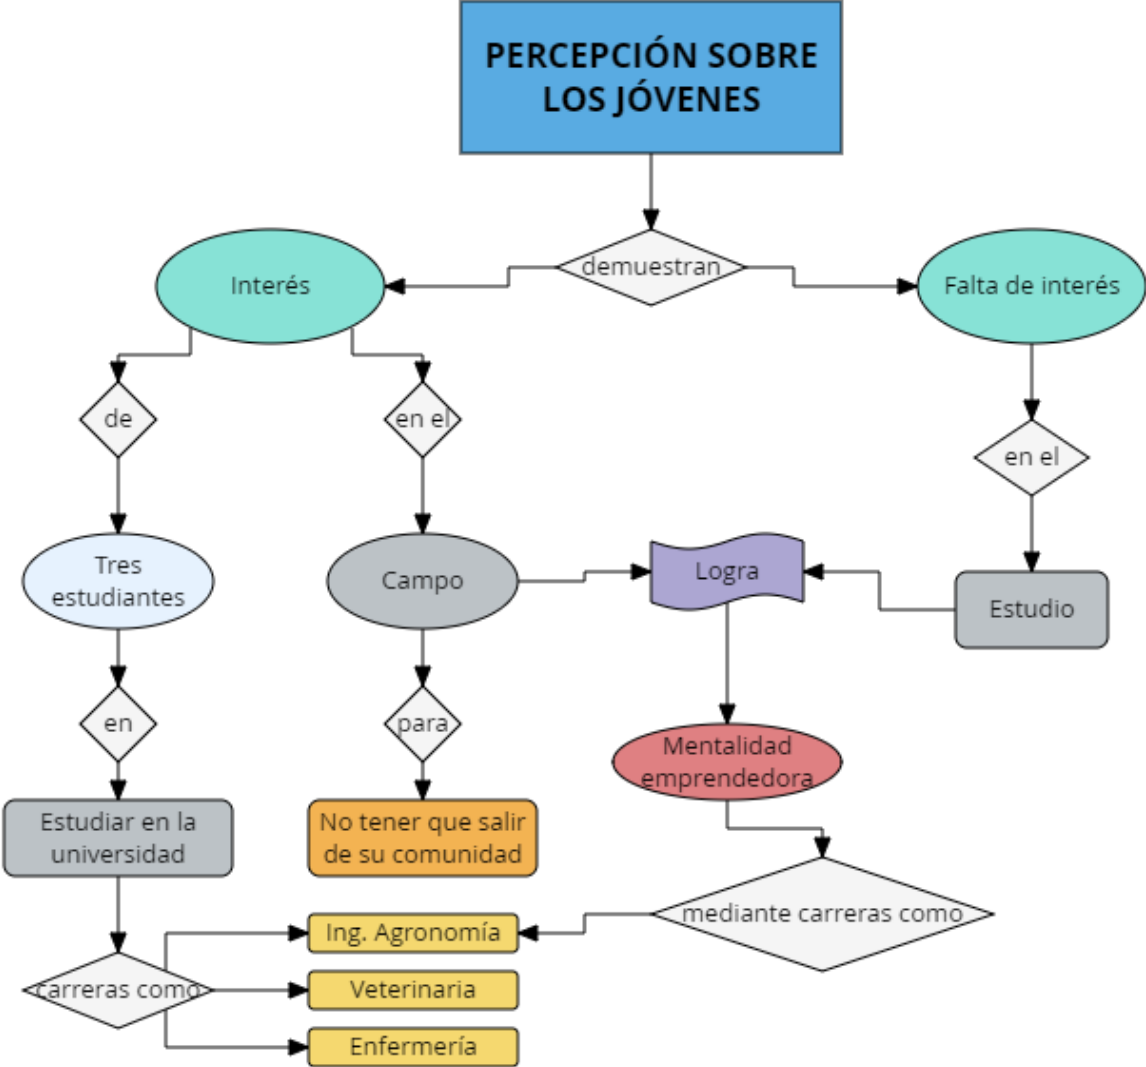 PERCEPCIÓN SOBRE
LOS JÓVENES
demuestran
Interés
Falta de interés
de
en el
en el
Tres
estudiantes
Campo
Logra
Estudio
en
para
Mentalidad
emprendedora
Estudiar en la
universidad
No tener que salir
de su comunidad
mediante carreras como
Ing. Agronomía
carreras como
Veterinaria
Enfermería